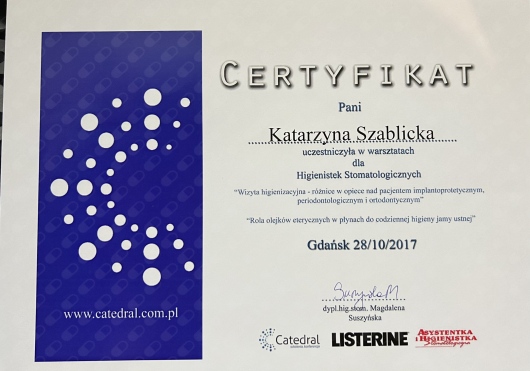 CERTYFIKAT
Pani
Katarzyna Szablicka
uczestniczyła w warsztatach
dla
Higienistek Stomatologicznych
“Wizyta higienizacyjna - różnice w opiece nad pacjentem implantoprotetycznym,
periodontologicznym i ortodontycznym”
“Rola olejków eterycznych w płynach do codziennej higieny jamy ustnej”
Gdańsk 28/10/2017
dypl.hig.stom. Magdalena
Suszyńska
www.catedral.com.pl
Catedral
LISTERINE
ASYSTENTKA
I HIGIENISTKA
Stomatologiczna